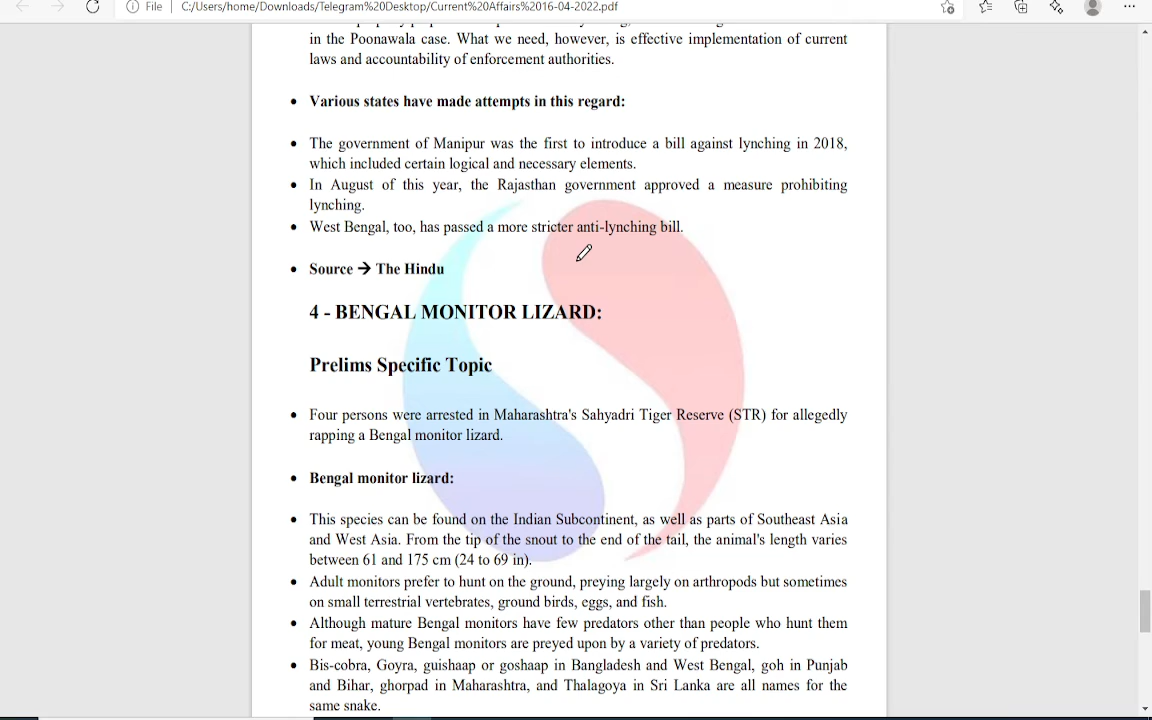 File
C:/Users/home/Downloads/Telegram%20Desktop/Current%20Affairs%2016-04-2022.pdf
in the Poonawala case. What we need, however, is effective implementation of current
laws and accountability of enforcement authorities.
• Various states have made attempts in this regard:
• The government of Manipur was the first to introduce a bill against lynching in 2018,
which included certain logical and necessary elements.
• In August of this year, the Rajasthan government approved a measure prohibiting
lynching.
• West Bengal, too, has passed a more stricter anti-lynching bill.
• Source → The Hindu
4 - BENGAL MONITOR LIZARD:
Prelims Specific Topic
• Four persons were arrested in Maharashtra's Sahyadri Tiger Reserve (STR) for allegedly
rapping a Bengal monitor lizard.
• Bengal monitor lizard:
• This species can be found on the Indian Subcontinent, as well as parts of Southeast Asia
and West Asia. From the tip of the snout to the end of the tail, the animal's length varies
between 61 and 175 cm (24 to 69 in).
• Adult monitors prefer to hunt on the ground, preying largely on arthropods but sometimes
on small terrestrial vertebrates, ground birds, eggs, and fish.
• Although mature Bengal monitors have few predators other than people who hunt them
for meat, young Bengal monitors are preyed upon by a variety of predators.
• Bis-cobra, Goyra, guishaap or goshaap in Bangladesh and West Bengal, goh in Punjab
and Bihar, ghorpad in Maharashtra, and Thalagoya in Sri Lanka are all names for the
same snake.